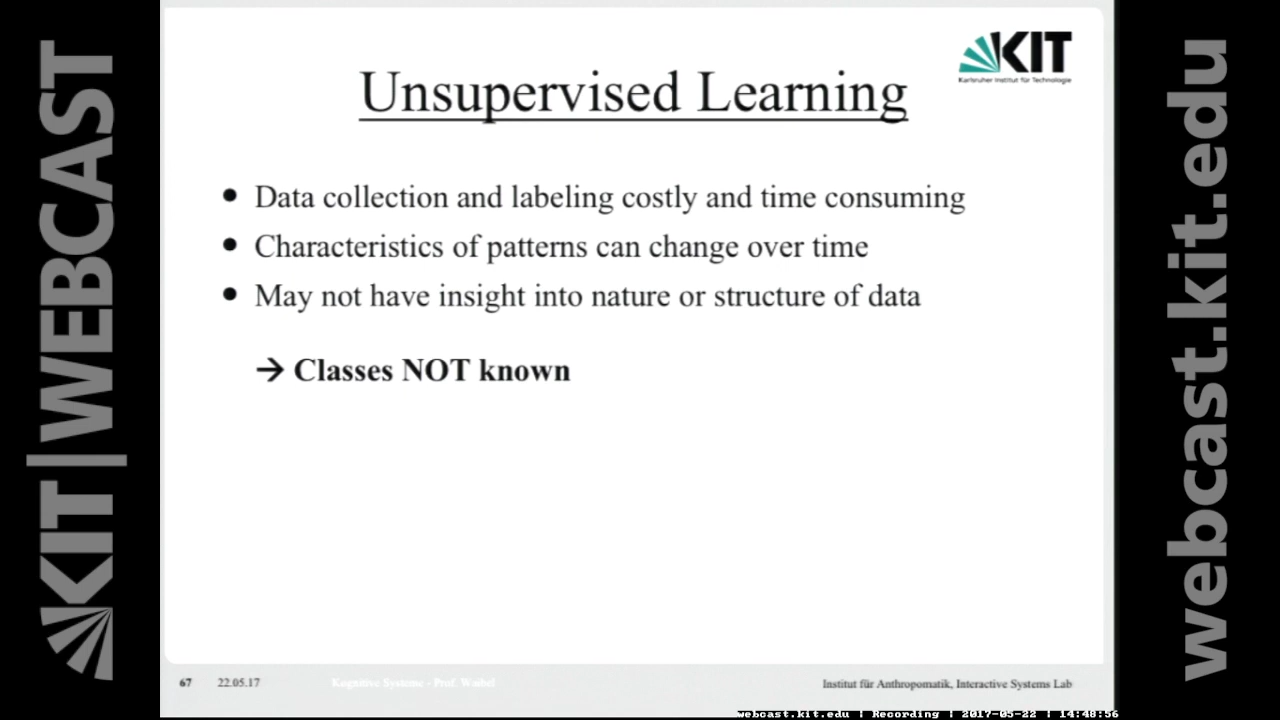 KIT|WEBCAST
KIT
Karlsruher Institut für Technologie
Unsupervised Learning
• Data collection and labeling costly and time consuming
• Characteristics of patterns can change over time
• May not have insight into nature or structure of data
→ Classes NOT known
67 22.05.17 Kognitive Systeme - Prof. Waibel Institut für Anthropomatik, Interactive Systems Lab
webcast.kit.edu | Recording | 2017-05-22 | 14:48:56
webcast.kit.edu